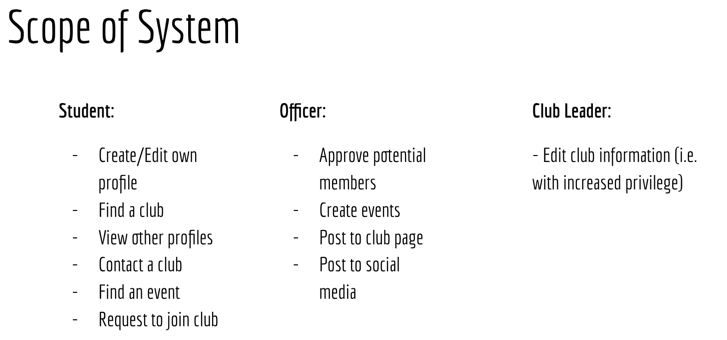 Scope of System
Student:
- Create/Edit own
profile
- Find a club
- View other profiles
- Contact a club
- Find an event
- Request to join club
Officer:
- Approve potential
members
- Create events
- Post to club page
- Post to social
media
Club Leader:
- Edit club information (i.e.
with increased privilege)